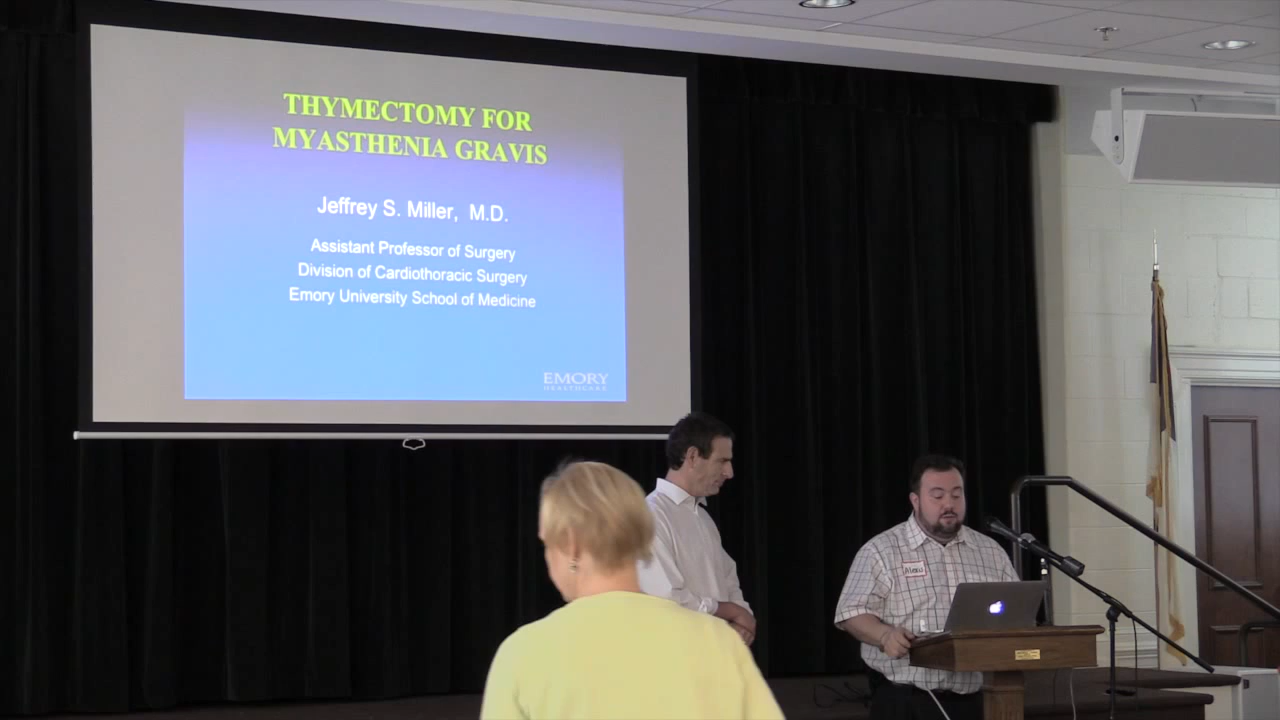 THYMECTOMY FOR
MYASTHENIA GRAVIS
Jeffrey S. Miller, M.D.
Assistant Professor of Surgery
Division of Cardiothoracic Surgery
Emory University School of Medicine
EMORY
HEALTHCARE